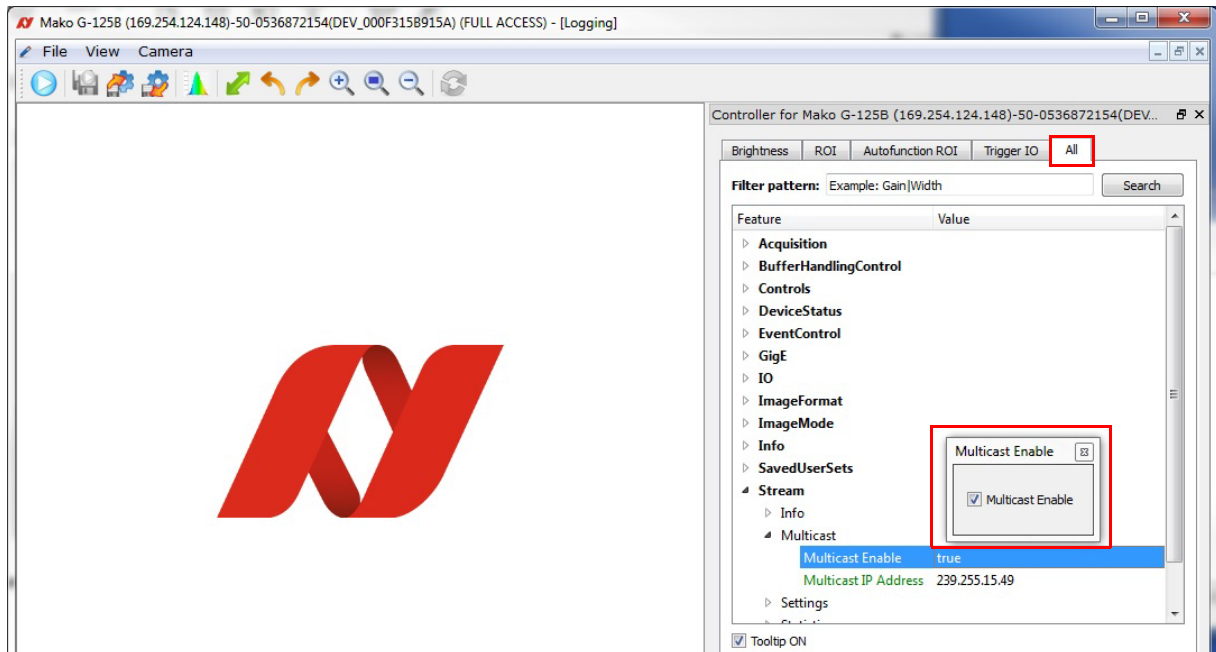 Mako G-125B (169.254.124.148)-50-0536872154(DEV_000F315B915A) (FULL ACCESS) - [Logging]
File View Camera
Controller for Mako G-125B (169.254.124.148)-50-0536872154(DEV...
Brightness ROI Autofunction ROI Trigger IO All
Filter pattern: Example: Gain|Width Search
Feature Value
Acquisition
BufferHandlingControl
Controls
DeviceStatus
EventControl
GigE
IO
ImageFormat
ImageMode
Info
Multicast Enable
SavedUserSets
Stream
Multicast Enable
Info
Multicast
Multicast Enable true
Multicast IP Address 239.255.15.49
Settings
Tooltip ON